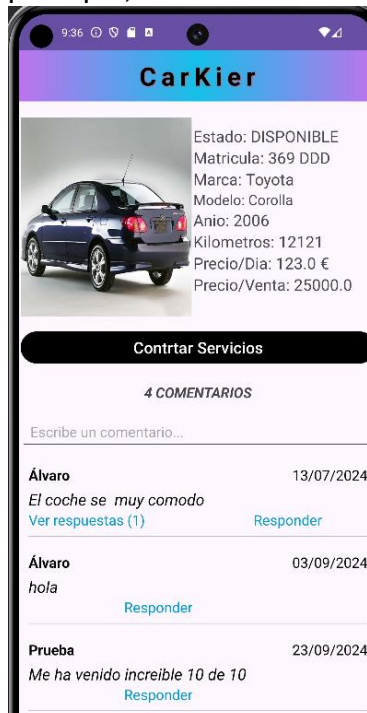 9:36
CarKier
Estado: DISPONIBLE
Matricula: 369 DDD
Marca: Toyota
Modelo: Corolla
Anio: 2006
Kilometros: 12121
Precio/Dia: 123.0 €
Precio/Venta: 25000.0
Contrtar Servicios
4 COMENTARIOS
Escribe un comentario...
Álvaro 13/07/2024
El coche se muy comodo
Ver respuestas (1) Responder
Álvaro 03/09/2024
hola
Responder
Prueba 23/09/2024
Me ha venido increible 10 de 10
Responder